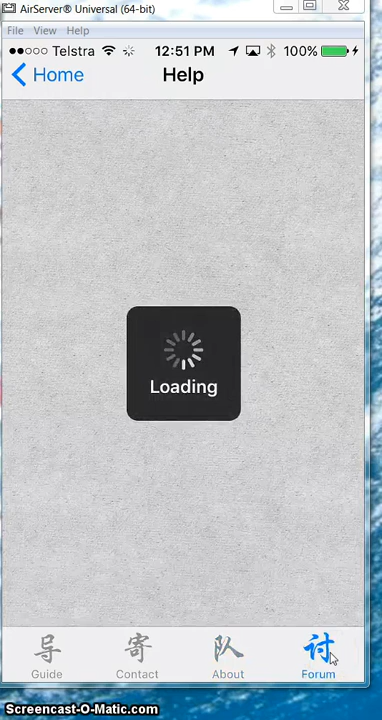 AirServer® Universal (64-bit)
File View Help
Telstra 12:51 PM 100%
Home Help
Loading
导 寄 队 讨
Guide Contact About Forum
Screencast-O-Matic.com